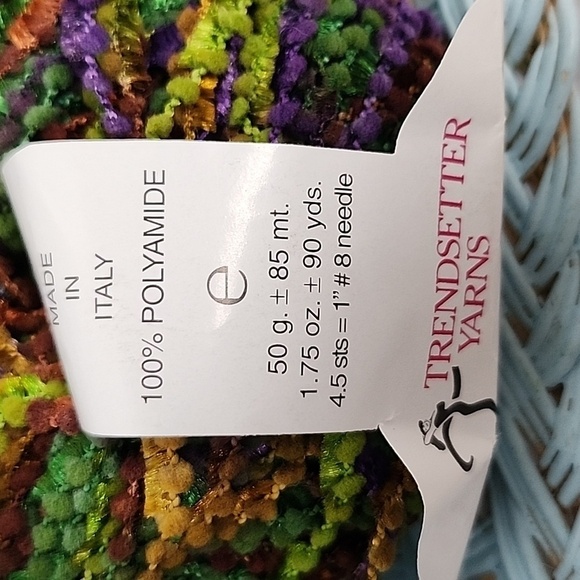 MADE
IN
ITALY
100% POLYAMIDE
e
50 g. ± 85 mt.
1.75 oz. ± 90 yds.
4.5 sts = 1" # 8 needle
TRENDSETTER
YARNS